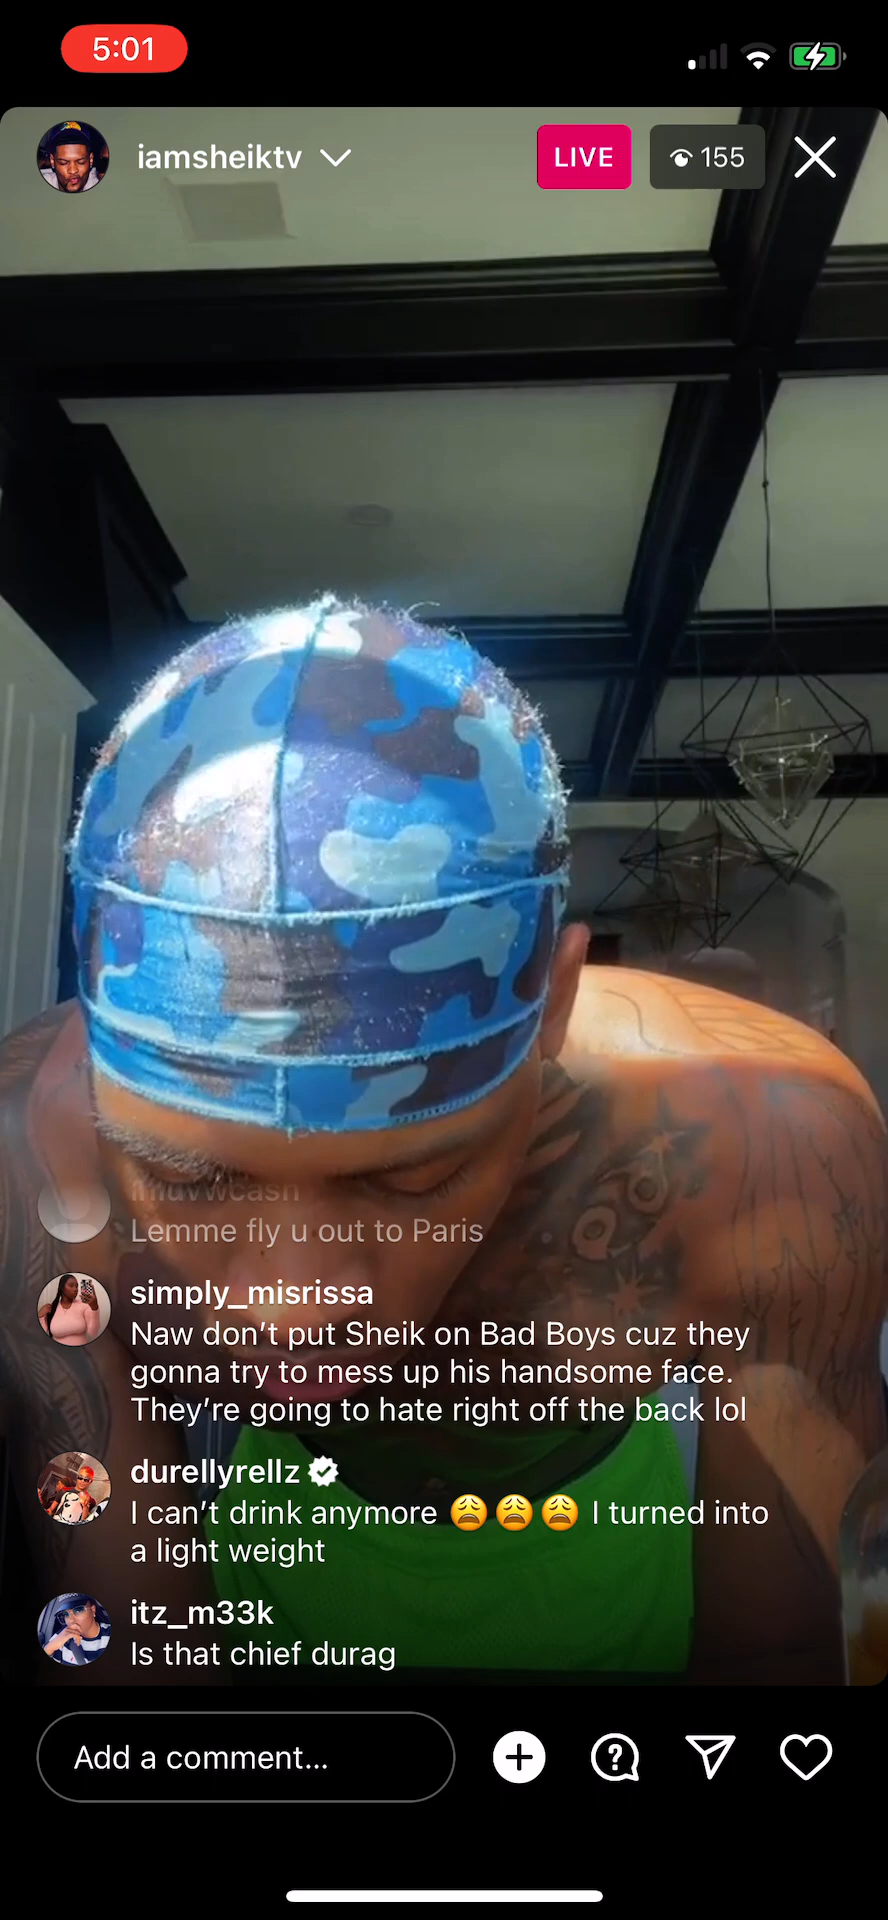 5:01
iamsheiktv
LIVE
155
Lemme fly u out to Paris
simply_misrissa
Naw don’t put Sheik on Bad Boys cuz they
gonna try to mess up his handsome face.
They’re going to hate right off the back lol
durellyrellz
I can’t drink anymore 😩😩😩 I turned into
a light weight
itz_m33k
Is that chief durag
Add a comment...